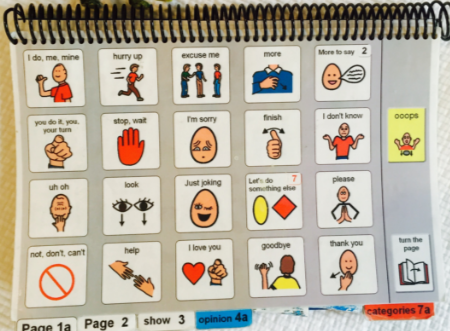 I do, me, mine
hurry up
excuse me
more
More to say 2
you do it, you,
your turn
stop, wait
I'm sorry
finish
I don't know
ooops
uh oh
look
Just joking
Let's do 7
something else
please
not, don't, can't
help
I love you
goodbye
thank you
turn the
page
Page 1a
Page 2
show 3
opinion 4a
categories 7a